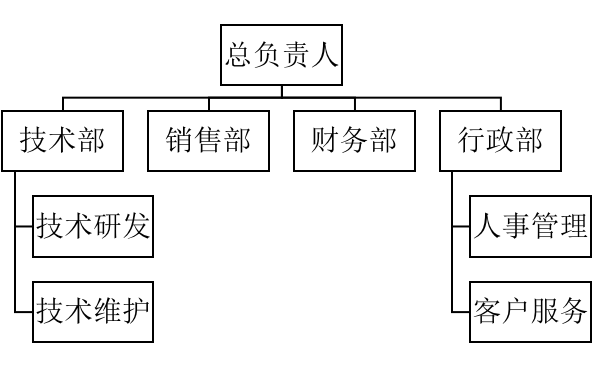 总负责人
技术部
销售部
财务部
行政部
技术研发
人事管理
技术维护
客户服务